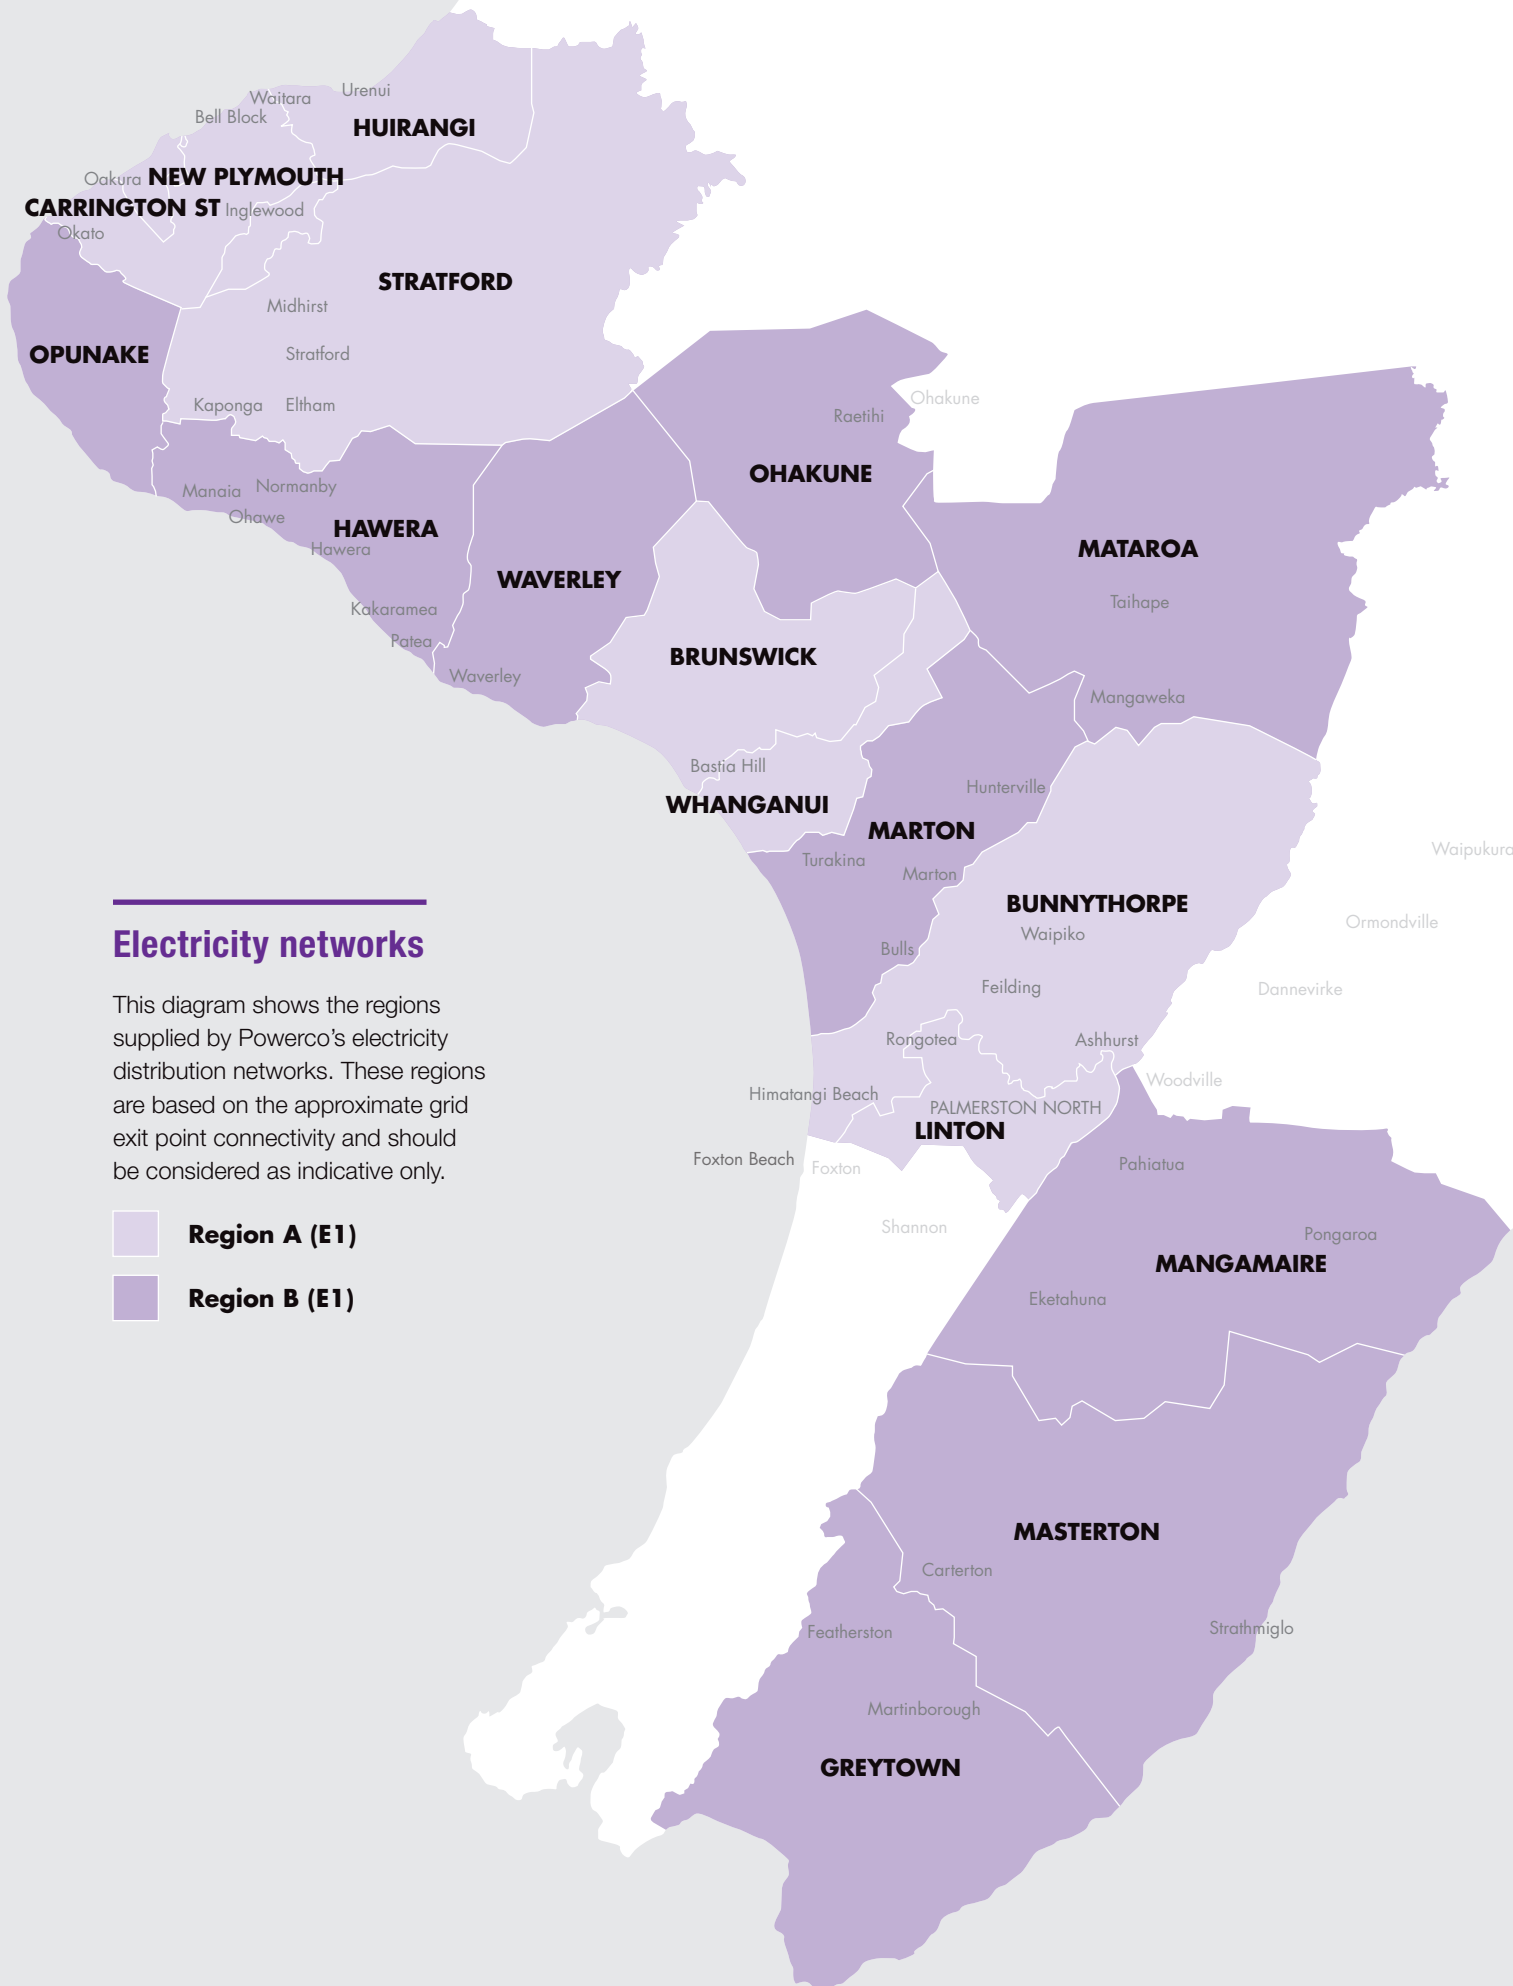 Urenui
Waitara
Bell Block
HUIRANGI
Oakura
NEW PLYMOUTH
CARRINGTON ST
Inglewood
Okato
STRATFORD
Midhirst
OPUNAKE
Stratford
Kaponga
Eltham
Ohakune
Raetihi
OHAKUNE
Manaia
Normanby
Ohawe
HAWERA
Hawera
MATAROA
WAVERLEY
Taihape
Kakaramea
Patea
BRUNSWICK
Waverley
Mangaweka
Bastia Hill
Hunterville
WHANGANUI
MARTON
Turakina
Marton
Waipukura
BUNNYTHORPE
Waipiko
Ormondville
Bulls
Feilding
Dannevirke
Rongotea
Ashhurst
Woodville
Himatangi Beach
PALMERSTON NORTH
LINTON
Foxton Beach
Foxton
Pahiatua
Shannon
Pongaroa
MANGAMAIRE
Eketahuna
MASTERTON
Carterton
Strathmiglo
Featherston
Martinborough
GREYTOWN
Electricity networks
This diagram shows the regions
supplied by Powerco’s electricity
distribution networks. These regions
are based on the approximate grid
exit point connectivity and should
be considered as indicative only.
Region A (E1)
Region B (E1)